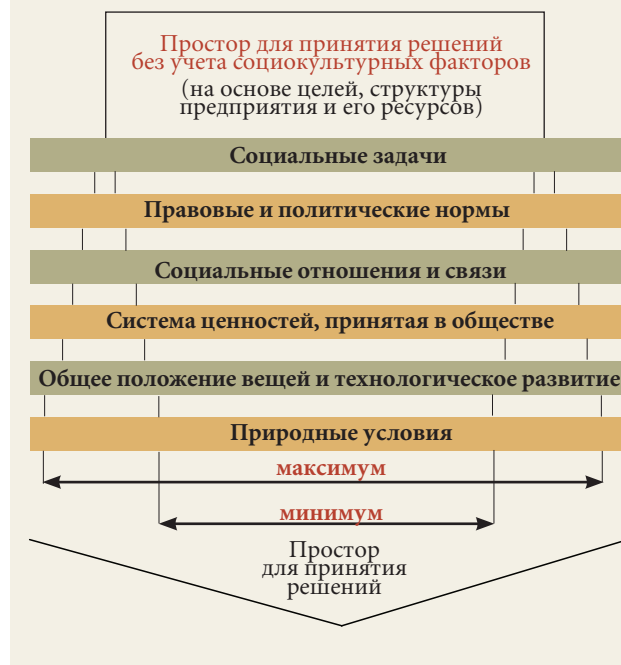 Простор для принятия решений
без учета социокультурных факторов
(на основе целей, структуры
предприятия и его ресурсов)
Социальные задачи
Правовые и политические нормы
Социальные отношения и связи
Система ценностей, принятая в обществе
Общее положение вещей и технологическое развитие
Природные условия
максимум
минимум
Простор
для принятия
решений